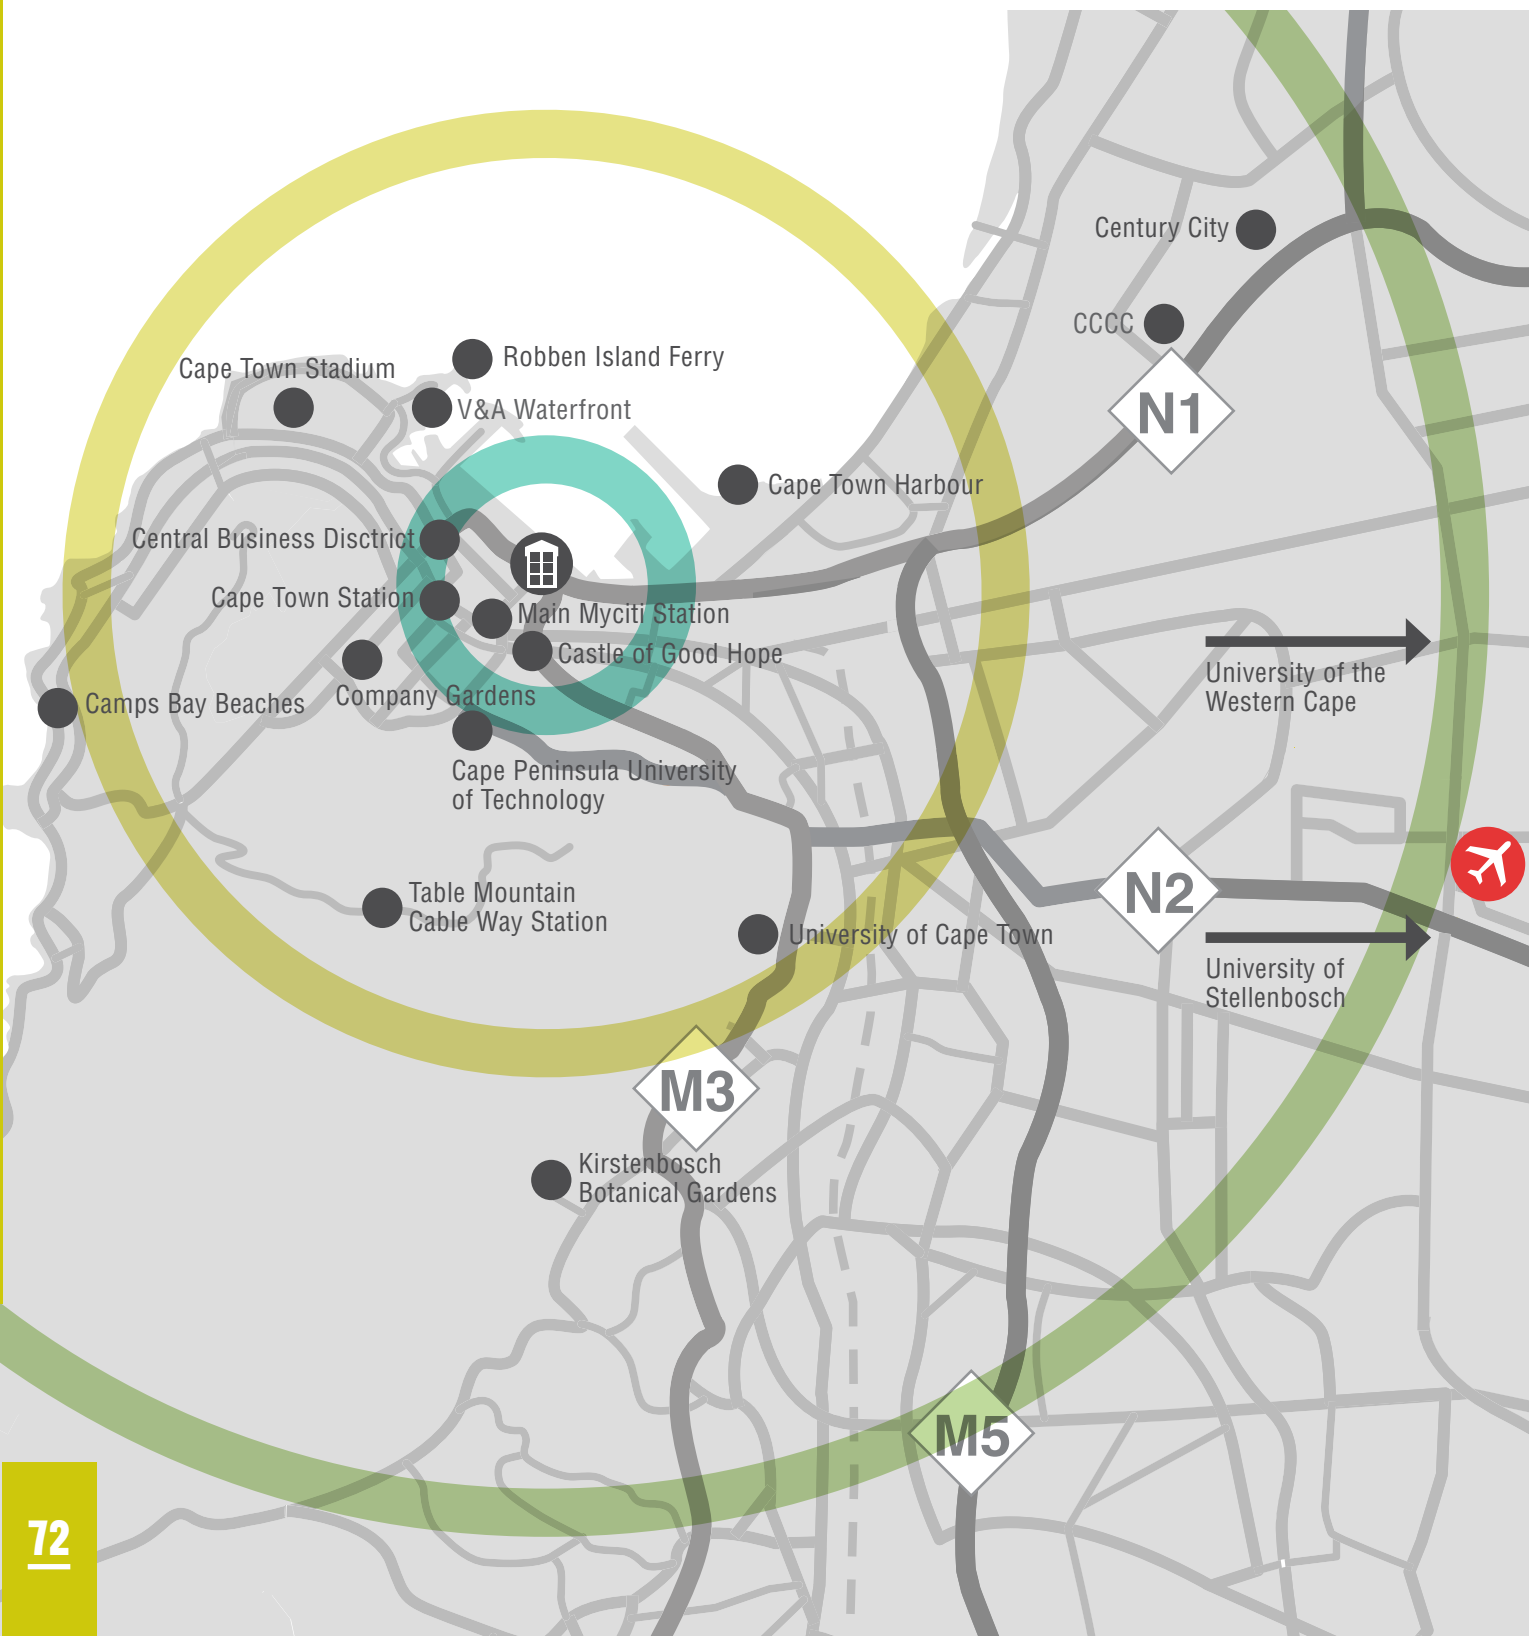 Century City
CCCC
N1
Robben Island Ferry
Cape Town Stadium
V&A Waterfront
Cape Town Harbour
Central Business Disctrict
Cape Town Station
Main Myciti Station
Castle of Good Hope
Company Gardens
Camps Bay Beaches
University of the
Western Cape
Cape Peninsula University
of Technology
Table Mountain
Cable Way Station
N2
University of Cape Town
University of
Stellenbosch
M3
Kirstenbosch
Botanical Gardens
M5
72